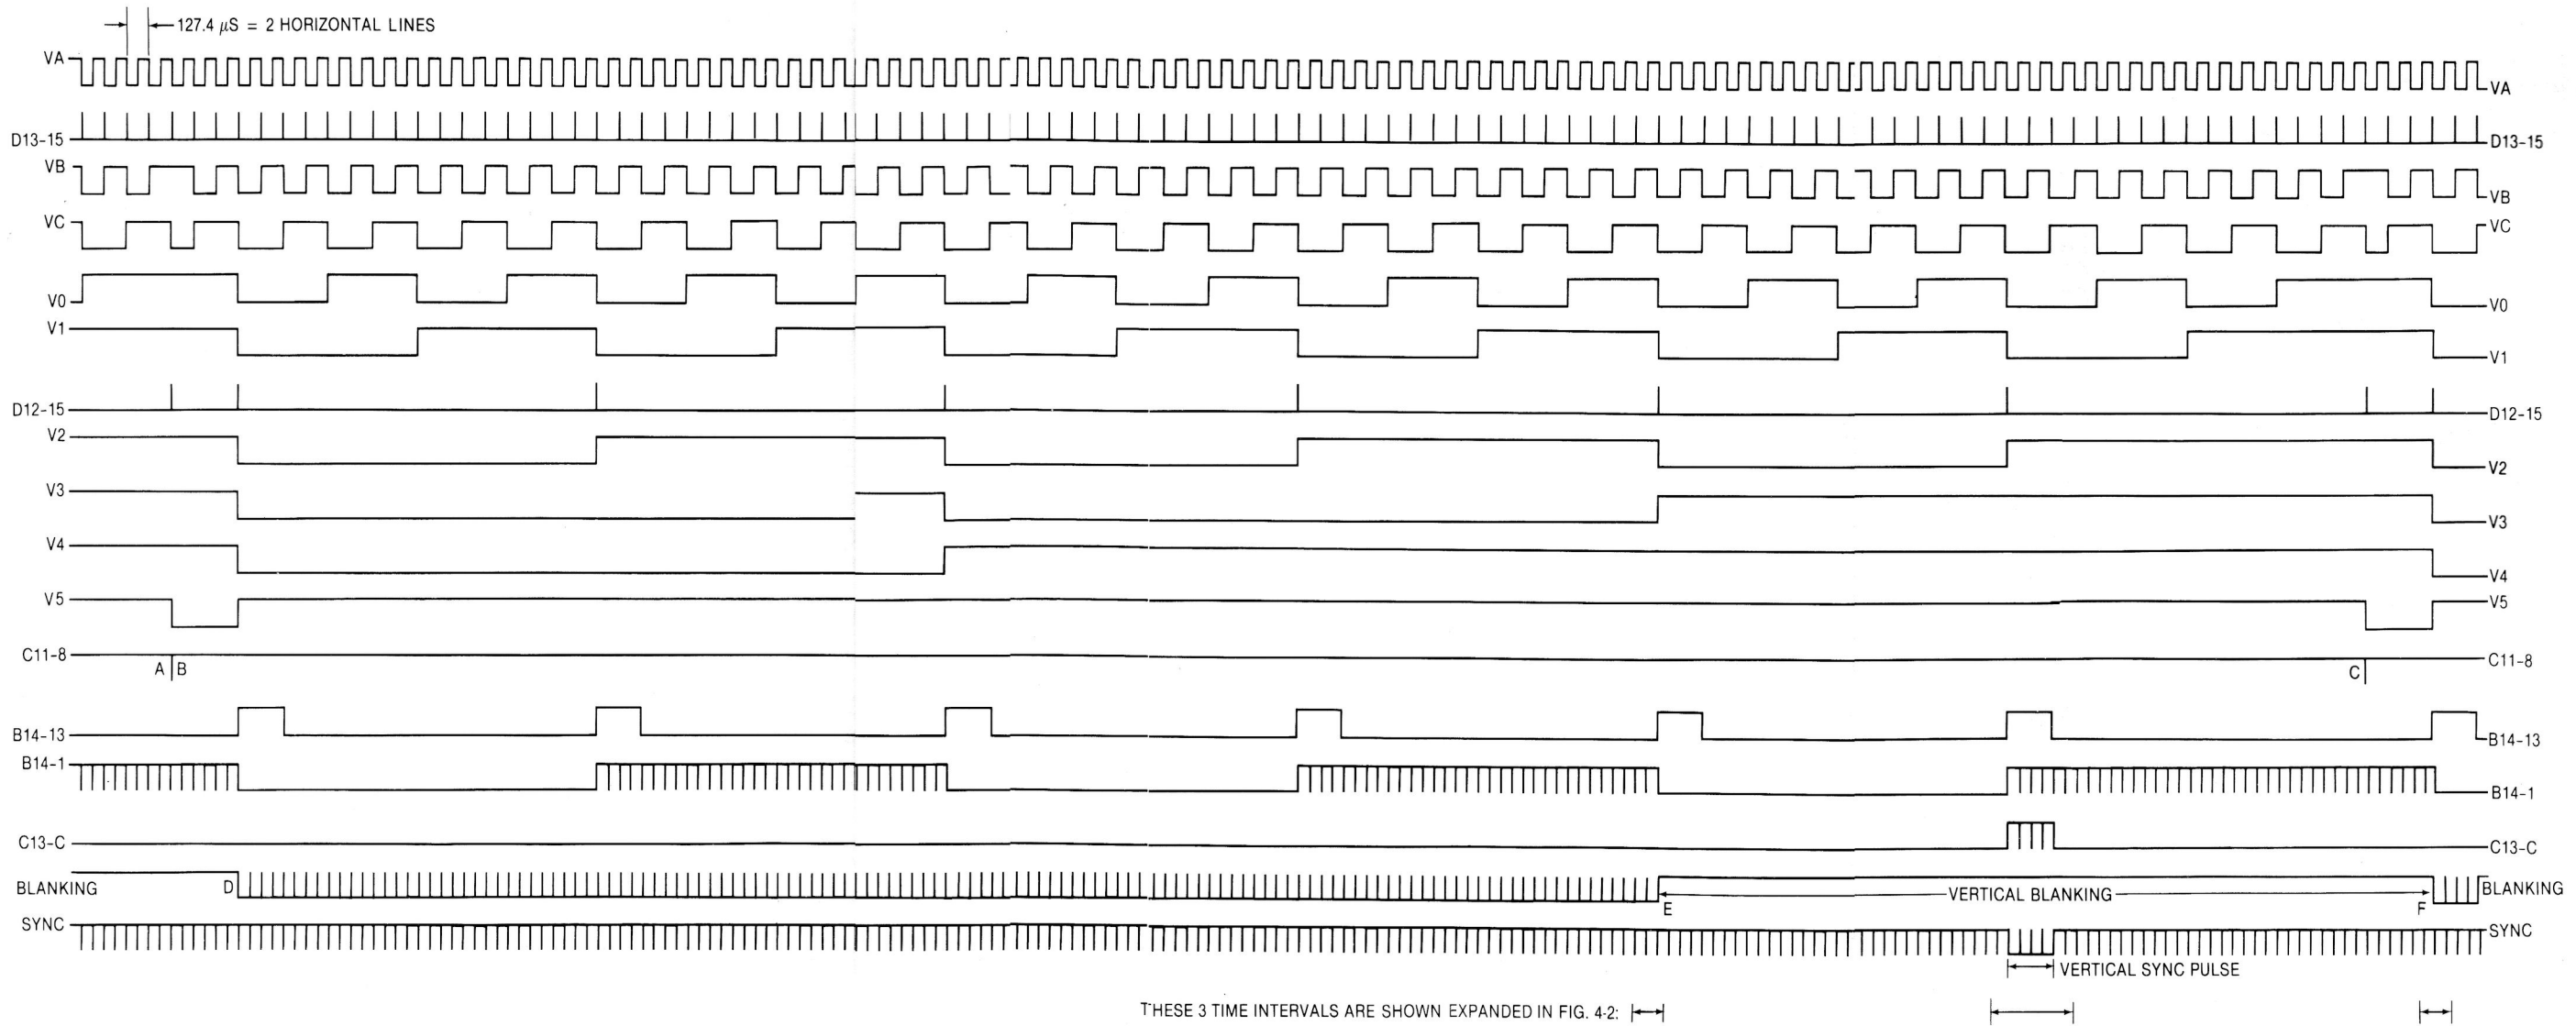 127.4 µS = 2 HORIZONTAL LINES
VA VA
D13-15 D13-15
VB VB
VC VC
V0 V0
V1 V1
D12-15 D12-15
V2 V2
V3 V3
V4 V4
V5 V5
C11-8 C11-8
A B C
B14-13 B14-13
B14-1 B14-1
C13-C C13-C
BLANKING D VERTICAL BLANKING BLANKING
E F
SYNC SYNC
VERTICAL SYNC PULSE
THESE 3 TIME INTERVALS ARE SHOWN EXPANDED IN FIG. 4-2: